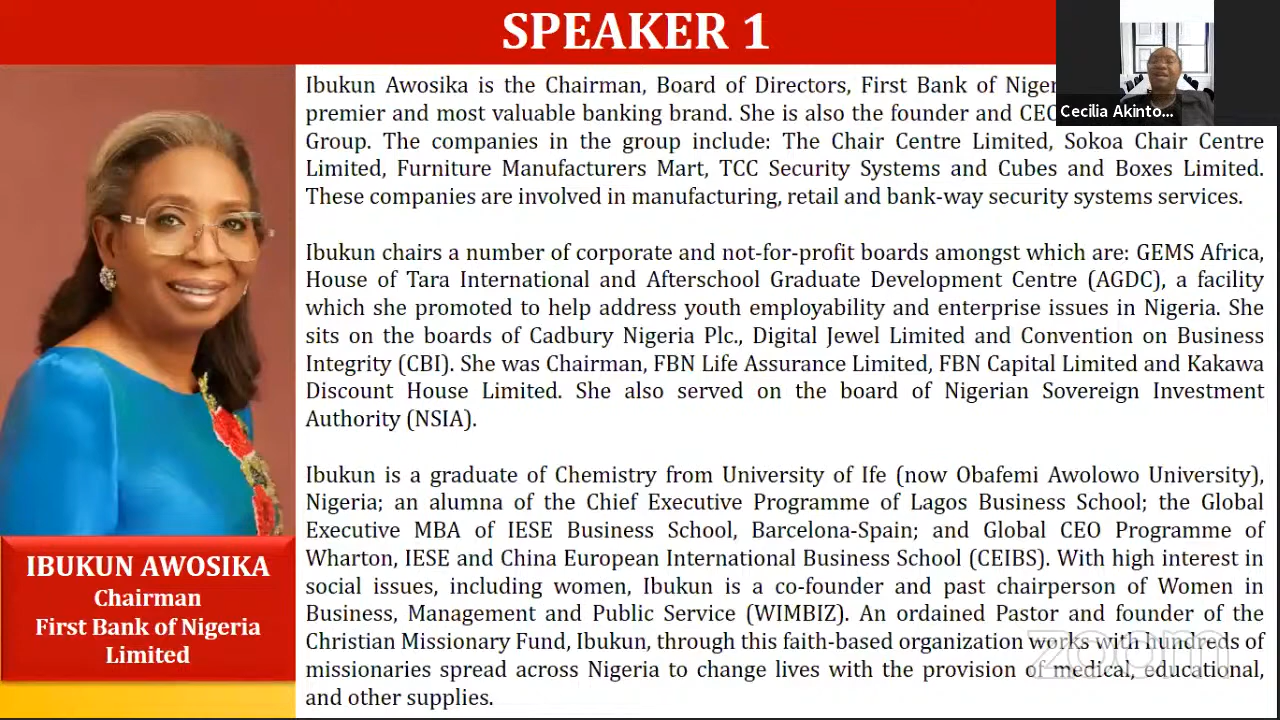 SPEAKER 1
Cecilia Akinto...
Ibukun Awosika is the Chairman, Board of Directors, First Bank of Niger
premier and most valuable banking brand. She is also the founder and CEO
Group. The companies in the group include: The Chair Centre Limited, Sokoa Chair Centre
Limited, Furniture Manufacturers Mart, TCC Security Systems and Cubes and Boxes Limited.
These companies are involved in manufacturing, retail and bank-way security systems services.
Ibukun chairs a number of corporate and not-for-profit boards amongst which are: GEMS Africa,
House of Tara International and Afterschool Graduate Development Centre (AGDC), a facility
which she promoted to help address youth employability and enterprise issues in Nigeria. She
sits on the boards of Cadbury Nigeria Plc., Digital Jewel Limited and Convention on Business
Integrity (CBI). She was Chairman, FBN Life Assurance Limited, FBN Capital Limited and Kakawa
Discount House Limited. She also served on the board of Nigerian Sovereign Investment
Authority (NSIA).
Ibukun is a graduate of Chemistry from University of Ife (now Obafemi Awolowo University),
Nigeria; an alumna of the Chief Executive Programme of Lagos Business School; the Global
Executive MBA of IESE Business School, Barcelona-Spain; and Global CEO Programme of
Wharton, IESE and China European International Business School (CEIBS). With high interest in
social issues, including women, Ibukun is a co-founder and past chairperson of Women in
Business, Management and Public Service (WIMBIZ). An ordained Pastor and founder of the
Christian Missionary Fund, Ibukun, through this faith-based organization works with hundreds of
missionaries spread across Nigeria to change lives with the provision of medical, educational,
and other supplies.
IBUKUN AWOSIKA
Chairman
First Bank of Nigeria
Limited
zoom